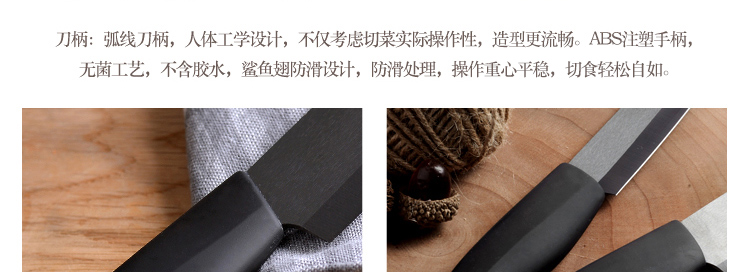 刀柄：弧线刀柄，人体工学设计，不仅考虑切菜实际操作性，造型更流畅。ABS注塑手柄，
无菌工艺，不含胶水，鲨鱼翅防滑设计，防滑处理，操作重心平稳，切食轻松自如。